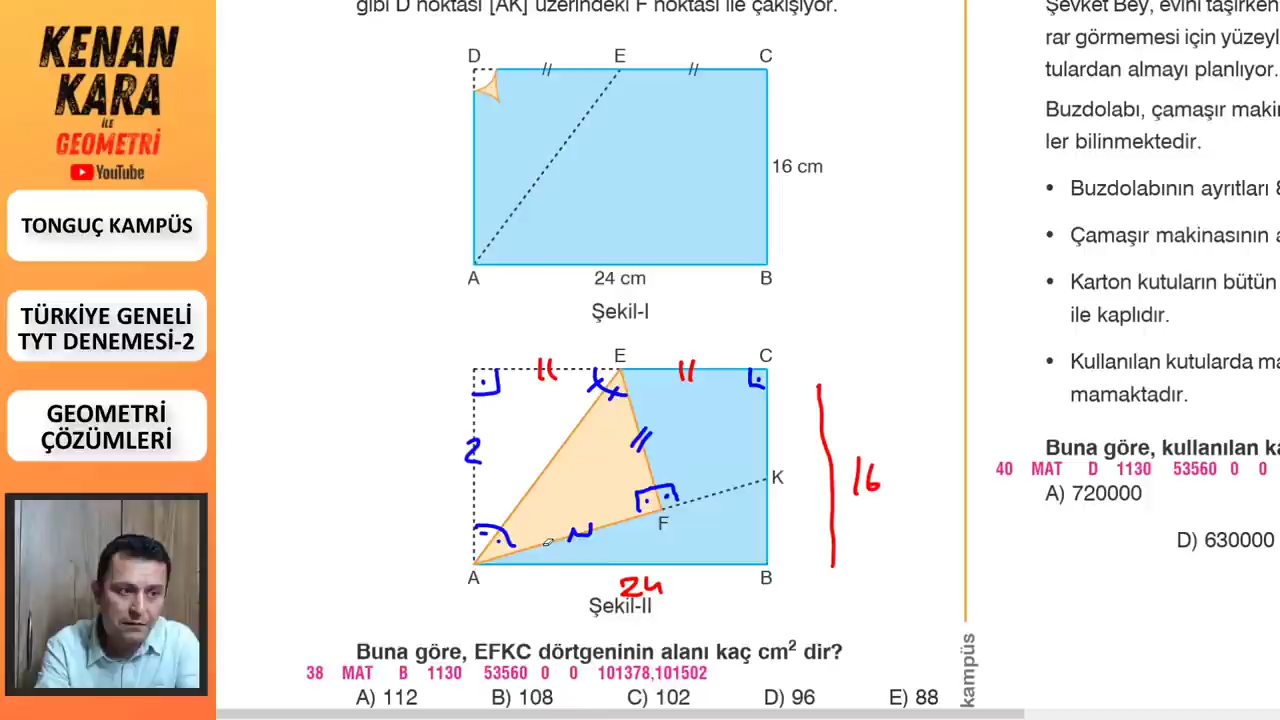 KENAN
KARA
İLE
GEOMETRİ
YouTube
TONGUÇ KAMPÜS
TÜRKİYE GENELİ
TYT DENEMESİ-2
GEOMETRİ
ÇÖZÜMLERİ
gibi D noktası [AK] üzerindeki F noktası ile çakışıyor.
D E C
16 cm
A 24 cm B
Şekil-I
E C
2
16
K
F
A B
24
Şekil-II
Buna göre, EFKC dörtgeninin alanı kaç cm² dir?
38 MAT B 1130 53560 0 0 101378,101502
A) 112 B) 108 C) 102 D) 96 E) 88
kampüs
Şevket Bey, evini taşırken
rar görmemesi için yüzeyl
tulardan almayı planlıyor.
Buzdolabı, çamaşır maki
ler bilinmektedir.
• Buzdolabının ayrıtları 8
• Çamaşır makinasının a
• Karton kutuların bütün
ile kaplıdır.
• Kullanılan kutularda ma
mamaktadır.
Buna göre, kullanılan ka
40 MAT D 1130 53560 0 0
A) 720000
D) 630000